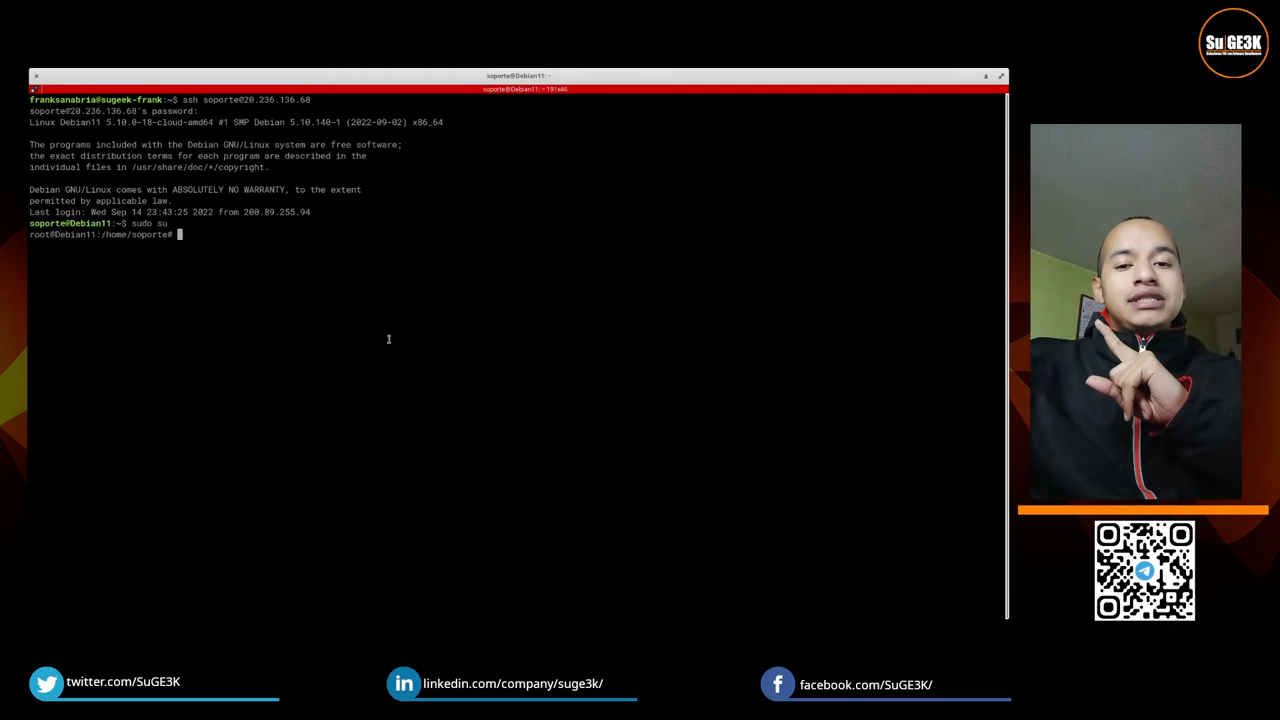 Su GE3K
soporte@Debian11: ~
soporte@Debian11: ~ 191x46
franksanabria@sugeek-frank:~$ ssh soporte@20.236.136.68
soporte@20.236.136.68's password:
Linux Debian11 5.10.0-18-cloud-amd64 #1 SMP Debian 5.10.140-1 (2022-09-02) x86_64
The programs included with the Debian GNU/Linux system are free software;
the exact distribution terms for each program are described in the
individual files in /usr/share/doc/*/copyright.
Debian GNU/Linux comes with ABSOLUTELY NO WARRANTY, to the extent
permitted by applicable law.
Last login: Wed Sep 14 23:43:25 2022 from 200.89.255.94
soporte@Debian11:~$ sudo su
root@Debian11:/home/soporte#
twitter.com/SuGE3K
linkedin.com/company/suge3k/
facebook.com/SuGE3K/